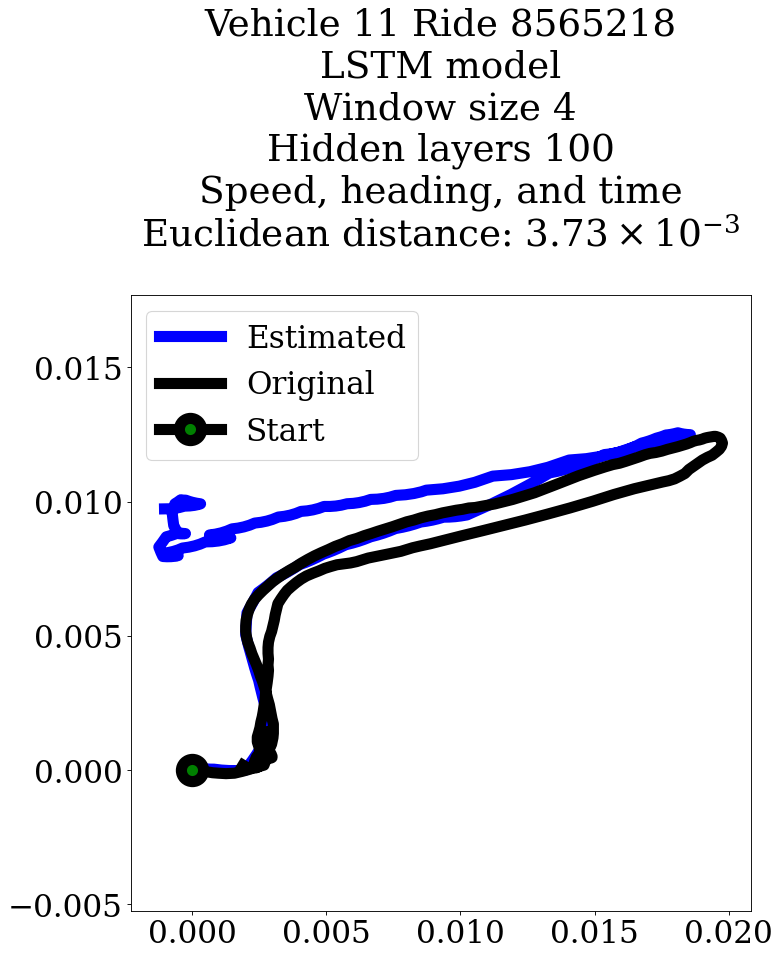 Vehicle 11 Ride 8565218
LSTM model
Window size 4
Hidden layers 100
Speed, heading, and time
Euclidean distance: 3.73 × 10⁻³
Estimated
Original
Start
0.015
0.010
0.005
0.000
−0.005
0.000 0.005 0.010 0.015 0.020